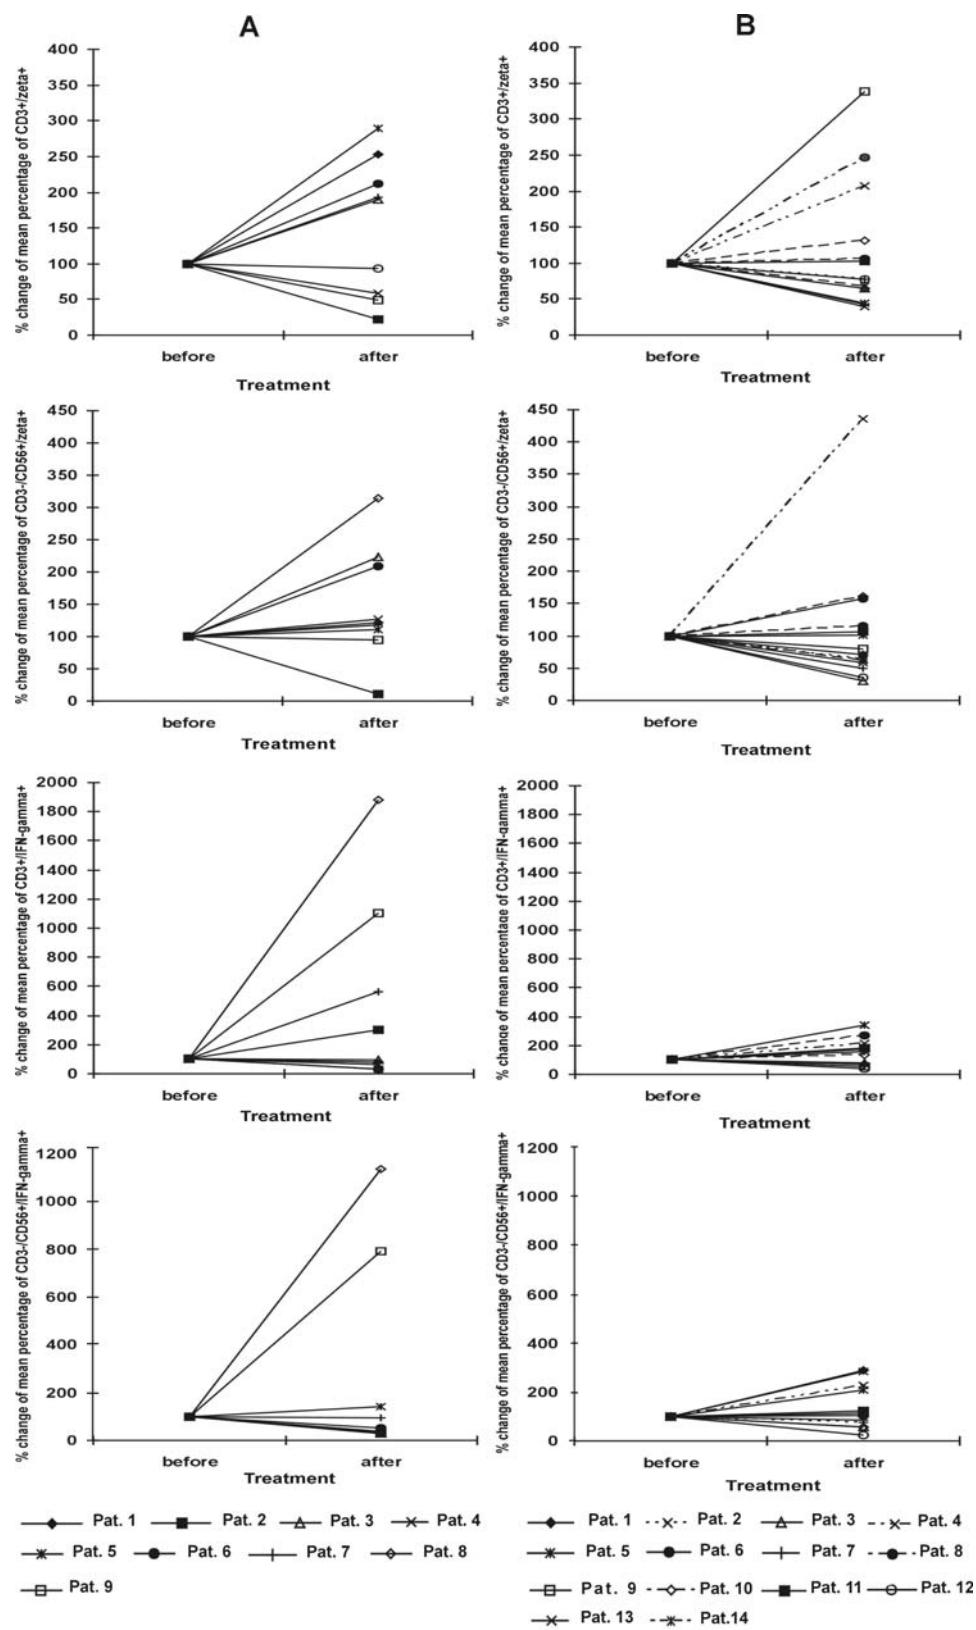 A
B
% change of mean percentage of CD3+/zeta+
400
350
300
250
200
150
100
50
0
before
after
Treatment
% change of mean percentage of CD3+/zeta+
400
350
300
250
200
150
100
50
0
before
after
Treatment
% change of mean percentage of CD3-/CD56+/zeta+
450
400
350
300
250
200
150
100
50
0
before
after
Treatment
% change of mean percentage of CD3-/CD56+/zeta+
450
400
350
300
250
200
150
100
50
0
before
after
Treatment
% change of mean percentage of CD3+/IFN-gamma+
2000
1800
1600
1400
1200
1000
800
600
400
200
0
before
after
Treatment
% change of mean percentage of CD3+/IFN-gamma+
2000
1800
1600
1400
1200
1000
800
600
400
200
0
before
after
Treatment
% change of mean percentage of CD3-/CD56+/IFN-gamma+
1200
1000
800
600
400
200
0
before
after
Treatment
% change of mean percentage of CD3-/CD56+/IFN-gamma+
1200
1000
800
600
400
200
0
before
after
Treatment
Pat. 1 Pat. 2 Pat. 3 Pat. 4
Pat. 5 Pat. 6 Pat. 7 Pat. 8
Pat. 9
Pat. 1 Pat. 2 Pat. 3 Pat. 4
Pat. 5 Pat. 6 Pat. 7 Pat. 8
Pat. 9 Pat. 10 Pat. 11 Pat. 12
Pat. 13 Pat.14